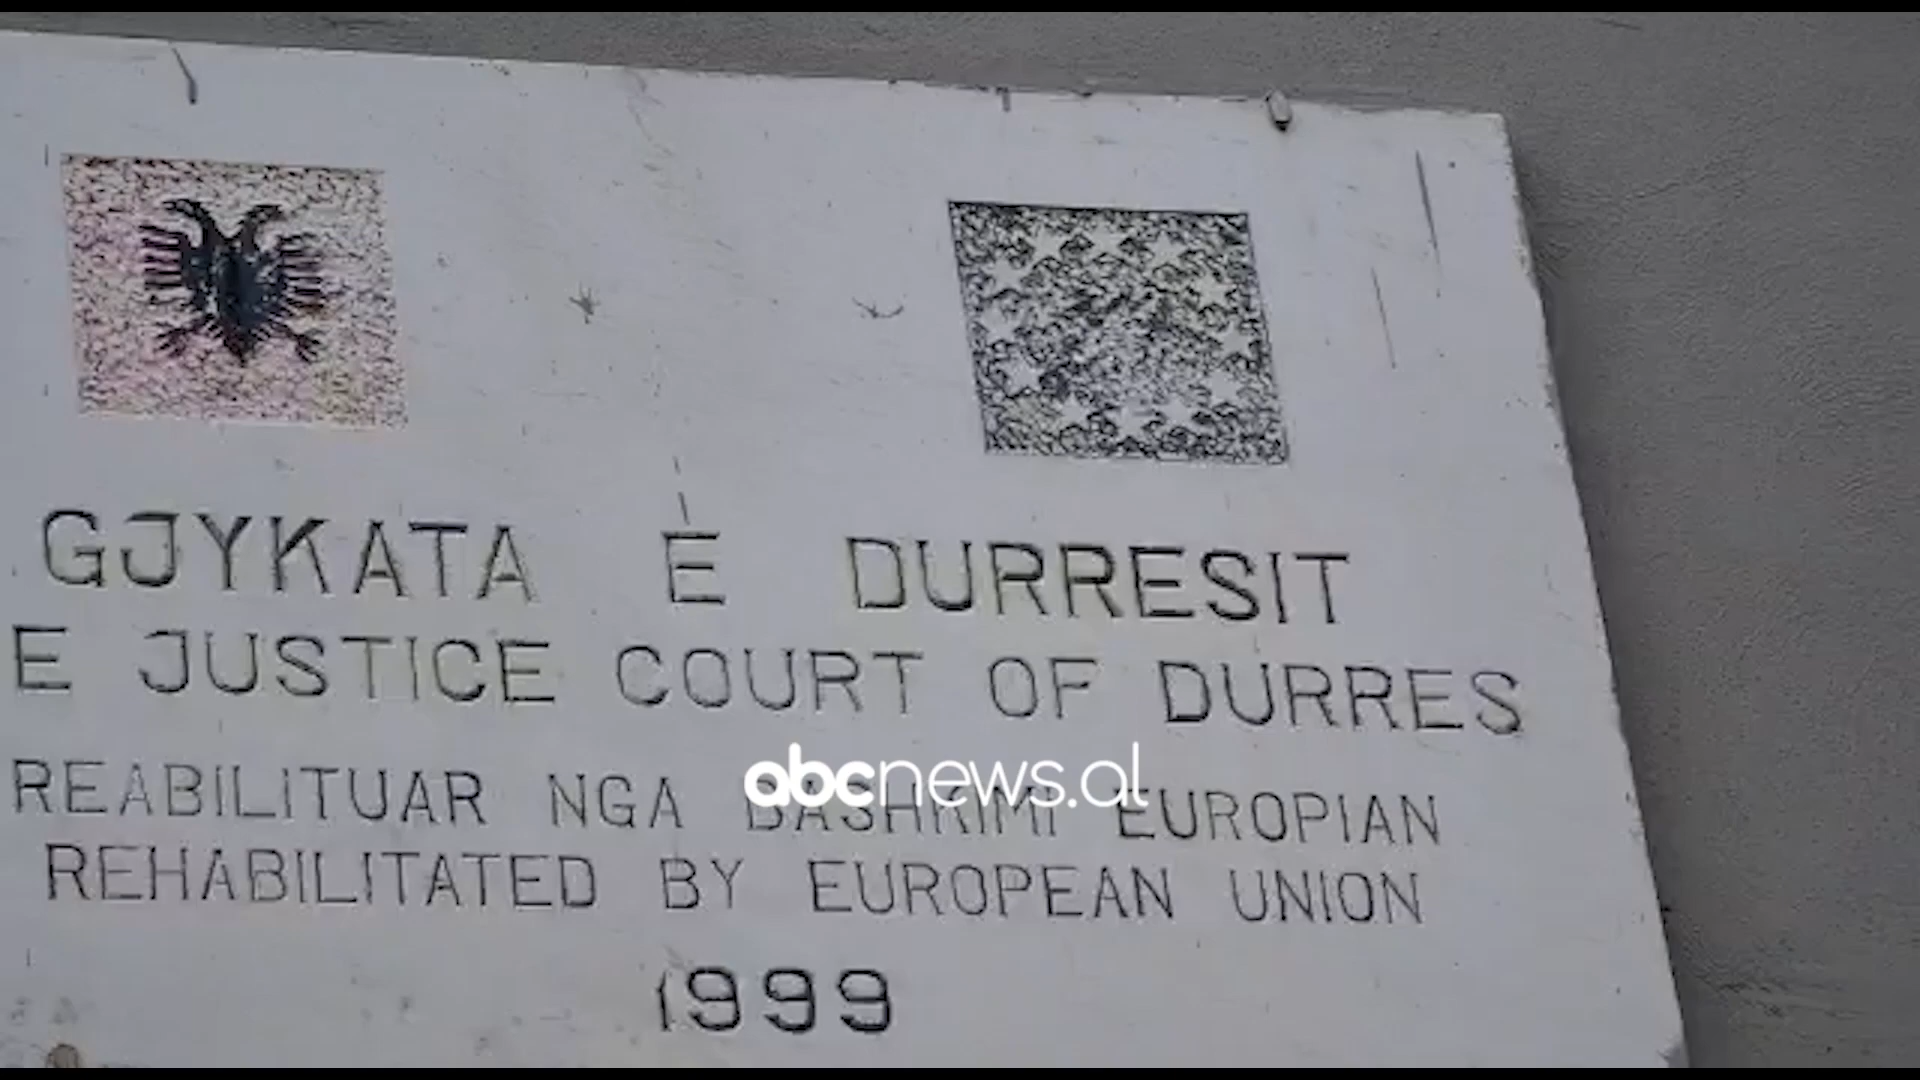 GJYKATA E DURRESIT
E JUSTICE COURT OF DURRES
REABILITUAR NGA BASHKIMI EUROPIAN
abcnews.al
REHABILITATED BY EUROPEAN UNION
1999